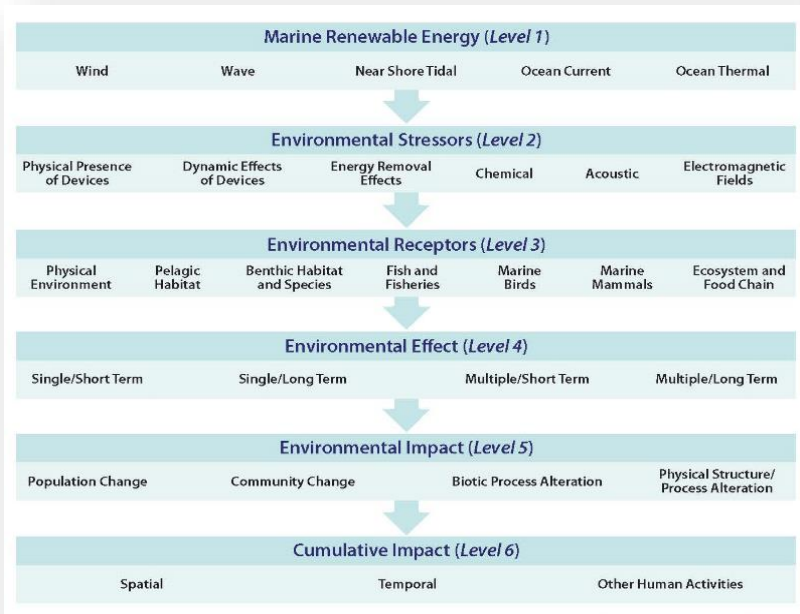 Marine Renewable Energy (Level 1)
Wind Wave Near Shore Tidal Ocean Current Ocean Thermal
Environmental Stressors (Level 2)
Physical Presence of Devices Dynamic Effects of Devices Energy Removal Effects Chemical Acoustic Electromagnetic Fields
Environmental Receptors (Level 3)
Physical Environment Pelagic Habitat Benthic Habitat and Species Fish and Fisheries Marine Birds Marine Mammals Ecosystem and Food Chain
Environmental Effect (Level 4)
Single/Short Term Single/Long Term Multiple/Short Term Multiple/Long Term
Environmental Impact (Level 5)
Population Change Community Change Biotic Process Alteration Physical Structure/ Process Alteration
Cumulative Impact (Level 6)
Spatial Temporal Other Human Activities